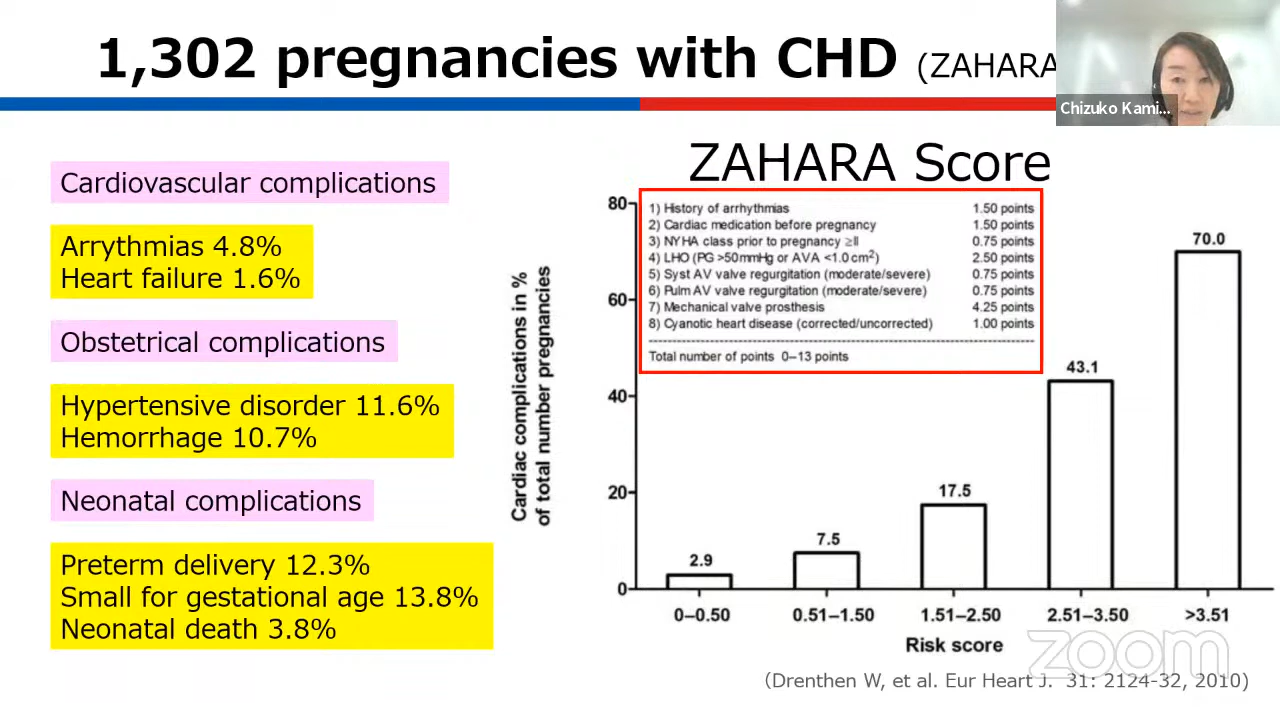 1,302 pregnancies with CHD (ZAHARA
Chizuko Kami...
Cardiovascular complications
Arrythmias 4.8%
Heart failure 1.6%
Obstetrical complications
Hypertensive disorder 11.6%
Hemorrhage 10.7%
Neonatal complications
Preterm delivery 12.3%
Small for gestational age 13.8%
Neonatal death 3.8%
ZAHARA Score
1) History of arrhythmias 1.50 points
2) Cardiac medication before pregnancy 1.50 points
3) NYHA class prior to pregnancy ≥II 0.75 points
4) LHO (PG >50mmHg or AVA <1.0 cm²) 2.50 points
5) Syst AV valve regurgitation (moderate/severe) 0.75 points
6) Pulm AV valve regurgitation (moderate/severe) 0.75 points
7) Mechanical valve prosthesis 4.25 points
8) Cyanotic heart disease (corrected/uncorrected) 1.00 points
Total number of points 0–13 points
Cardiac complications in %
of total number pregnancies
80
60
40
20
0
2.9
7.5
17.5
43.1
70.0
0–0.50
0.51–1.50
1.51–2.50
2.51–3.50
>3.51
Risk score
zoom
(Drenthen W, et al. Eur Heart J. 31: 2124-32, 2010)